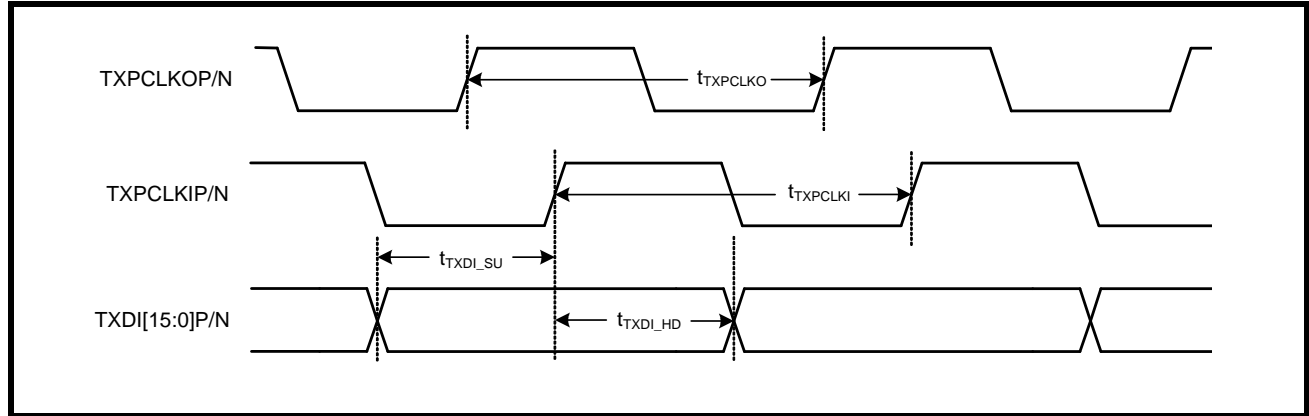 TXPCLKOP/N
tTXPCLKO
TXPCLKIP/N
tTXPCLKI
tTXDI_SU
TXDI[15:0]P/N
tTXDI_HD